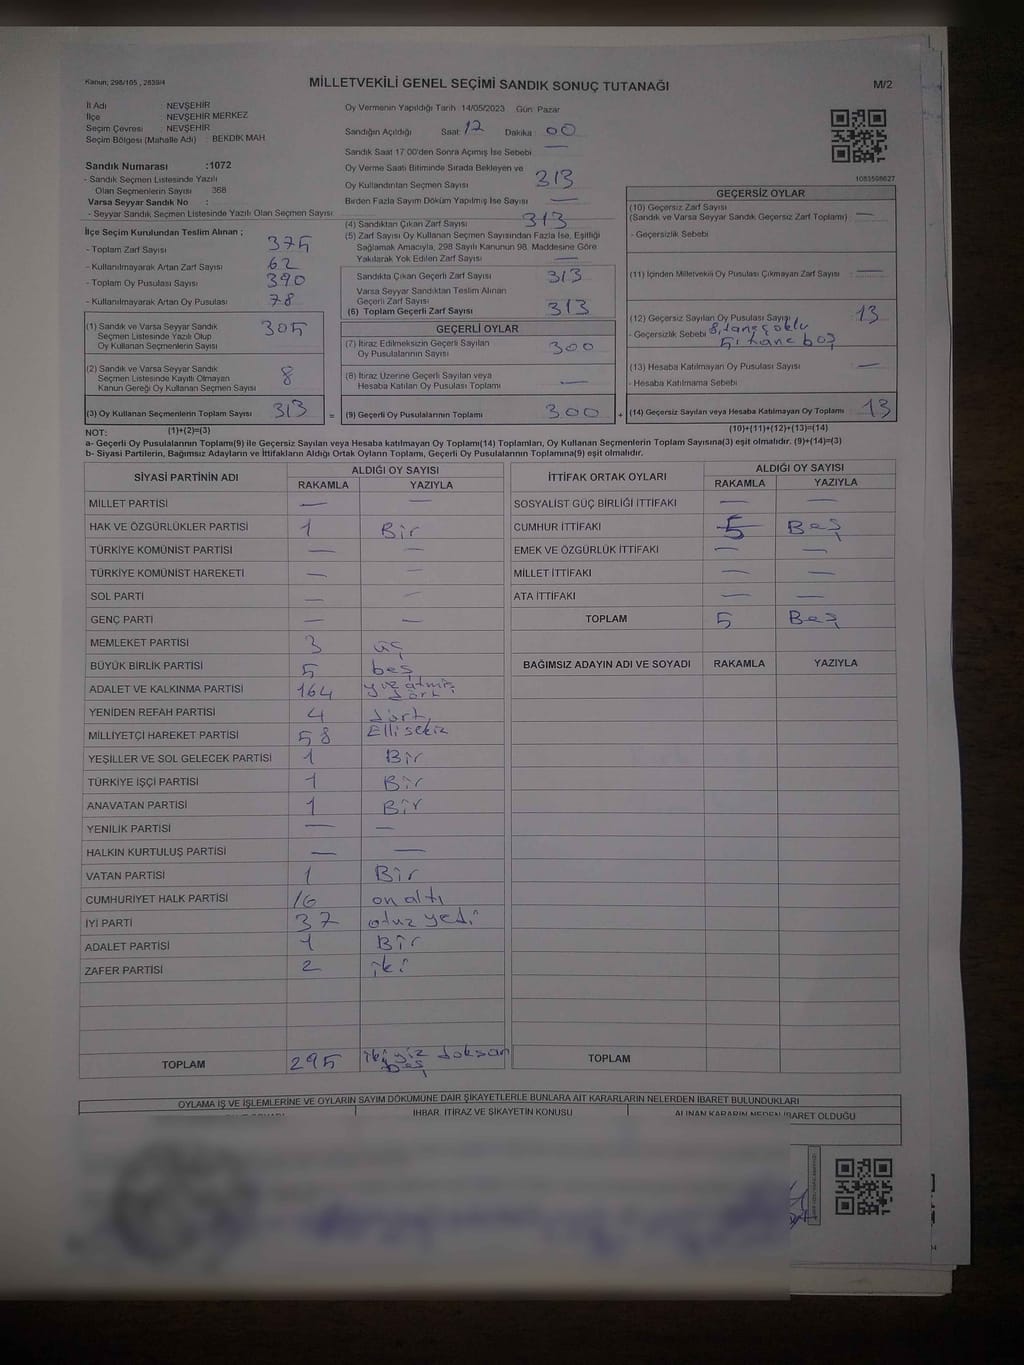 Kanun: 298/105 , 2839/4
MİLLETVEKİLİ GENEL SEÇİMİ SANDIK SONUÇ TUTANAĞI
M/2
İl Adı : NEVŞEHİR
İlçe : NEVŞEHİR MERKEZ
Seçim Çevresi : NEVŞEHİR
Seçim Bölgesi (Mahalle Adı) : BEKDİK MAH
Sandık Numarası :1072
- Sandık Seçmen Listesinde Yazılı
Olan Seçmenlerin Sayısı 368
Varsa Seyyar Sandık No :
- Seyyar Sandık Seçmen Listesinde Yazılı Olan Seçmen Sayısı
İlçe Seçim Kurulundan Teslim Alınan ;
- Toplam Zarf Sayısı 375
- Kullanılmayarak Artan Zarf Sayısı 62
- Toplam Oy Pusulası Sayısı 390
- Kullanılmayarak Artan Oy Pusulası 78
(1) Sandık ve Varsa Seyyar Sandık
Seçmen Listesinde Yazılı Olup
Oy Kullanan Seçmenlerin Sayısı 305
(2) Sandık ve Varsa Seyyar Sandık
Seçmen Listesinde Kayıtlı Olmayan
Kanun Gereği Oy Kullanan Seçmen Sayısı 8
(3) Oy Kullanan Seçmenlerin Toplam Sayısı 313 =
(1)+(2)=(3)
Oy Vermenin Yapıldığı Tarih: 14/05/2023 Gün: Pazar
Sandığın Açıldığı Saat: 17 Dakika: 00
Sandık Saat 17:00'den Sonra Açımış İse Sebebi —
Oy Verme Saati Bitiminde Sırada Bekleyen ve
Oy Kullandırılan Seçmen Sayısı 313
Birden Fazla Sayım Döküm Yapılmış İse Sayısı —
(4) Sandıktan Çıkan Zarf Sayısı 313
(5) Zarf Sayısı Oy Kullanan Seçmen Sayısından Fazla İse, Eşitliği
Sağlamak Amacıyla, 298 Sayılı Kanunun 98. Maddesine Göre
Yakılarak Yok Edilen Zarf Sayısı —
Sandıkta Çıkan Geçerli Zarf Sayısı 313
Varsa Seyyar Sandıktan Teslim Alınan
Geçerli Zarf Sayısı
(6) Toplam Geçerli Zarf Sayısı 313
GEÇERLİ OYLAR
(7) İtiraz Edilmeksizin Geçerli Sayılan
Oy Pusulasının Sayısı 300
(8) İtiraz Üzerine Geçerli Sayılan veya
Hesaba Katılan Oy Pusulası Toplamı —
(9) Geçerli Oy Pusulalarının Toplamı 300 +
1083508627
GEÇERSİZ OYLAR
(10) Geçersiz Zarf Sayısı
(Sandık ve Varsa Seyyar Sandık Geçersiz Zarf Toplamı) —
- Geçersizlik Sebebi
(11) İçinden Milletvekili Oy Pusulası Çıkmayan Zarf Sayısı —
(12) Geçersiz Sayılan Oy Pusulası Sayısı 13
- Geçersizlik Sebebi 8, tane çoklu
5, tane boş
(13) Hesaba Katılmayan Oy Pusulası Sayısı —
- Hesaba Katılmama Sebebi
(14) Geçersiz Sayılan veya Hesaba Katılmayan Oy Toplamı 13
(10)+(11)+(12)+(13)=(14)
NOT:
a- Geçerli Oy Pusulalarının Toplamı(9) ile Geçersiz Sayılan veya Hesaba katılmayan Oy Toplamı(14) Toplamları, Oy Kullanan Seçmenlerin Toplam Sayısına(3) eşit olmalıdır. (9)+(14)=(3)
b- Siyasi Partilerin, Bağımsız Adayların ve İttifakların Aldığı Ortak Oyların Toplamı, Geçerli Oy Pusulalarının Toplamına(9) eşit olmalıdır.
SİYASİ PARTİNİN ADI ALDIĞI OY SAYISI
RAKAMLA YAZIYLA
MİLLET PARTİSİ — —
HAK VE ÖZGÜRLÜKLER PARTİSİ 1 Bir
TÜRKİYE KOMÜNİST PARTİSİ — —
TÜRKİYE KOMÜNİST HAREKETİ — —
SOL PARTİ — —
GENÇ PARTİ — —
MEMLEKET PARTİSİ 3 üç
BÜYÜK BİRLİK PARTİSİ 5 beş
ADALET VE KALKINMA PARTİSİ 164 yüz atmış
dört
YENİDEN REFAH PARTİSİ 4 dört
MİLLİYETÇİ HAREKET PARTİSİ 58 Elli sekiz
YEŞİLLER VE SOL GELECEK PARTİSİ 1 Bir
TÜRKİYE İŞÇİ PARTİSİ 1 Bir
ANAVATAN PARTİSİ 1 Bir
YENİLİK PARTİSİ — —
HALKIN KURTULUŞ PARTİSİ — —
VATAN PARTİSİ 1 Bir
CUMHURİYET HALK PARTİSİ 16 on altı
İYİ PARTİ 37 otuz yedi
ADALET PARTİSİ 1 Bir
ZAFER PARTİSİ 2 iki
TOPLAM 295 iki yüz doksan
beş
İTTİFAK ORTAK OYLARI ALDIĞI OY SAYISI
RAKAMLA YAZIYLA
SOSYALİST GÜÇ BİRLİĞİ İTTİFAKI — —
CUMHUR İTTİFAKI 5 Beş
EMEK VE ÖZGÜRLÜK İTTİFAKI — —
MİLLET İTTİFAKI — —
ATA İTTİFAKI — —
TOPLAM 5 Beş
BAĞIMSIZ ADAYIN ADI VE SOYADI RAKAMLA YAZIYLA
TOPLAM
OYLAMA İŞ VE İŞLEMLERİNE VE OYLARIN SAYIM DÖKÜMÜNE DAİR ŞİKAYETLERLE BUNLARA AİT KARARLARIN NELERDEN İBARET BULUNDUKLARI
İHBAR, İTİRAZ VE ŞİKAYETİN KONUSU
ALINAN KARARIN NEDEN İBARET OLDUĞU